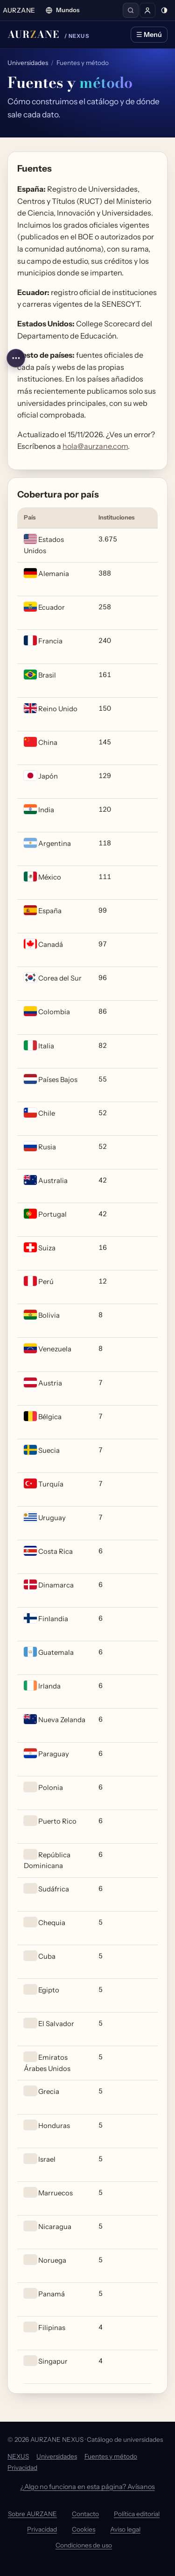 AURZANE Mundos
AURZANE / NEXUS ☰ Menú
Universidades / Fuentes y método
Fuentes y método
Cómo construimos el catálogo y de dónde
sale cada dato.
Fuentes
España: Registro de Universidades,
Centros y Títulos (RUCT) del Ministerio
de Ciencia, Innovación y Universidades.
Incluimos los grados oficiales vigentes
(publicados en el BOE o autorizados por
la comunidad autónoma), con su rama,
su campus de estudio, sus créditos y los
municipios donde se imparten.
Ecuador: registro oficial de instituciones
y carreras vigentes de la SENESCYT.
Estados Unidos: College Scorecard del
Departamento de Educación.
esto de países: fuentes oficiales de
cada país y webs de las propias
instituciones. En los países añadidos
más recientemente publicamos solo sus
universidades principales, con su web
oficial comprobada.
Actualizado el 15/11/2026. ¿Ves un error?
Escríbenos a hola@aurzane.com.
Cobertura por país
País Instituciones
Estados Unidos 3.675
Alemania 388
Ecuador 258
Francia 240
Brasil 161
Reino Unido 150
China 145
Japón 129
India 120
Argentina 118
México 111
España 99
Canadá 97
Corea del Sur 96
Colombia 86
Italia 82
Países Bajos 55
Chile 52
Rusia 52
Australia 42
Portugal 42
Suiza 16
Perú 12
Bolivia 8
Venezuela 8
Austria 7
Bélgica 7
Suecia 7
Turquía 7
Uruguay 7
Costa Rica 6
Dinamarca 6
Finlandia 6
Guatemala 6
Irlanda 6
Nueva Zelanda 6
Paraguay 6
Polonia 6
Puerto Rico 6
República Dominicana 6
Sudáfrica 6
Chequia 5
Cuba 5
Egipto 5
El Salvador 5
Emiratos Árabes Unidos 5
Grecia 5
Honduras 5
Israel 5
Marruecos 5
Nicaragua 5
Noruega 5
Panamá 5
Filipinas 4
Singapur 4
© 2026 AURZANE NEXUS · Catálogo de universidades
NEXUS Universidades Fuentes y método
Privacidad
¿Algo no funciona en esta página? Avísanos
Sobre AURZANE Contacto Política editorial
Privacidad Cookies Aviso legal
Condiciones de uso